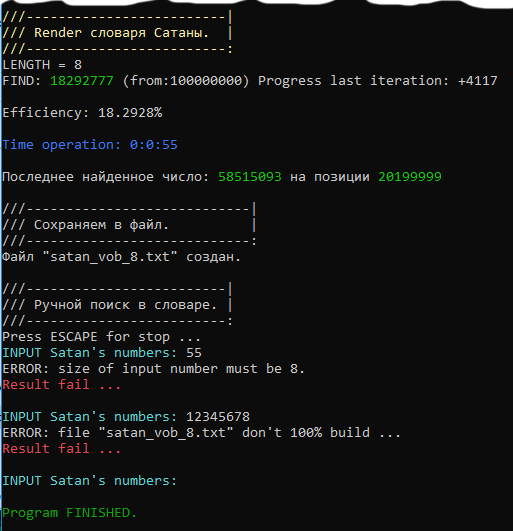 ///-------------------------|
/// Render словаря Сатаны.  |
///-------------------------:
LENGTH = 8
FIND: 18292777 (from:100000000) Progress last iteration: +4117
Efficiency: 18.2928%
Time operation: 0:0:55
Последнее найденное число: 58515093 на позиции 20199999
///----------------------------|
/// Сохраняем в файл.          |
///----------------------------:
Файл "satan_vob_8.txt" создан.
///-------------------------|
/// Ручной поиск в словаре. |
///-------------------------:
Press ESCAPE for stop ...
INPUT Satan's numbers: 55
ERROR: size of input number must be 8.
Result fail ...
INPUT Satan's numbers: 12345678
ERROR: file "satan_vob_8.txt" don't 100% build ...
Result fail ...
INPUT Satan's numbers:
Program FINISHED.